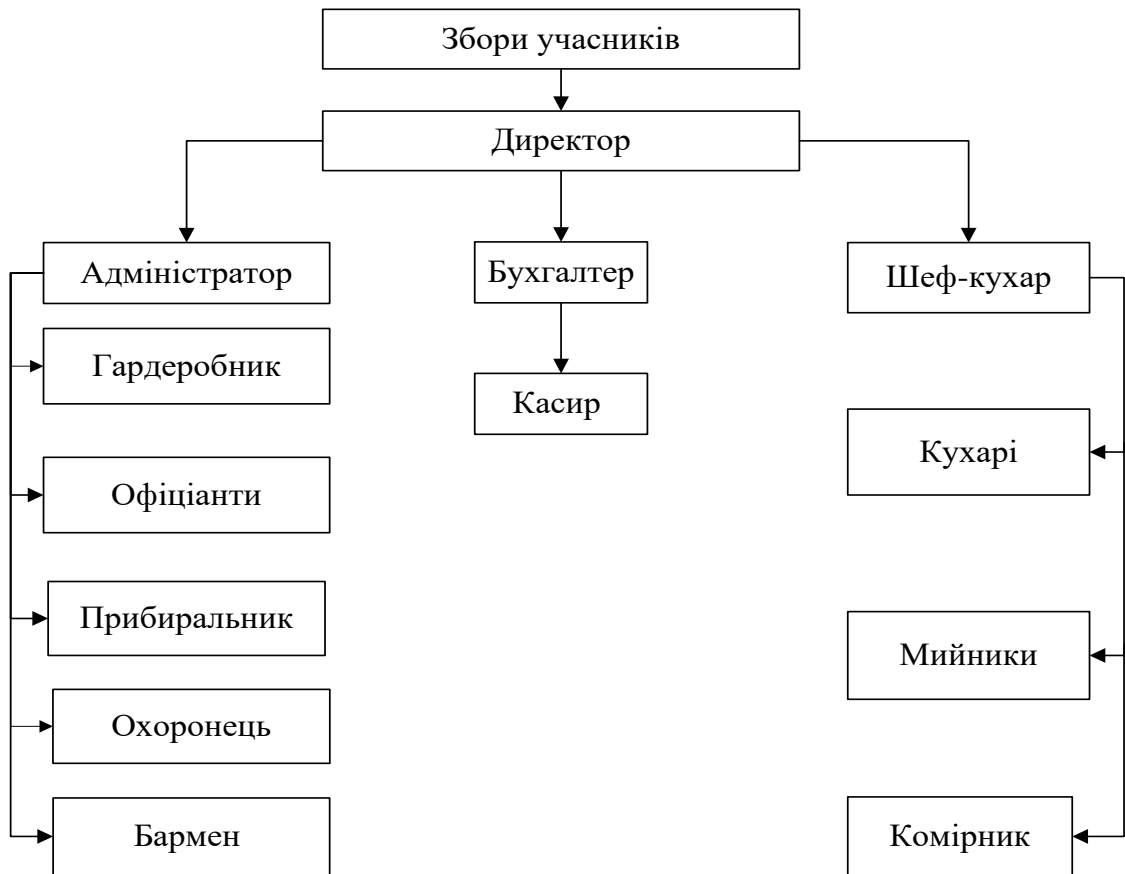 Збори учасників
Директор
Адміністратор
Бухгалтер
Шеф-кухар
Гардеробник
Касир
Кухарі
Офіціанти
Прибиральник
Мийники
Охоронець
Бармен
Комірник